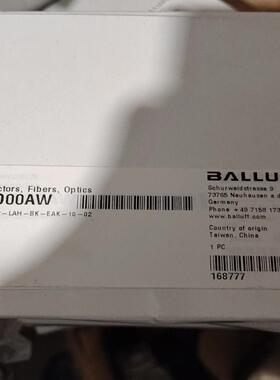 ctors, Fibers, Optics
000AW
-LAH-BK-EAK-10-02
BALLU
Schurwaldstrasse 9
73765 Neuhausen a.d
Germany
Phone +49 7158 173
www.balluff.com
Country of origin
Taiwan, China
1 PC
168777